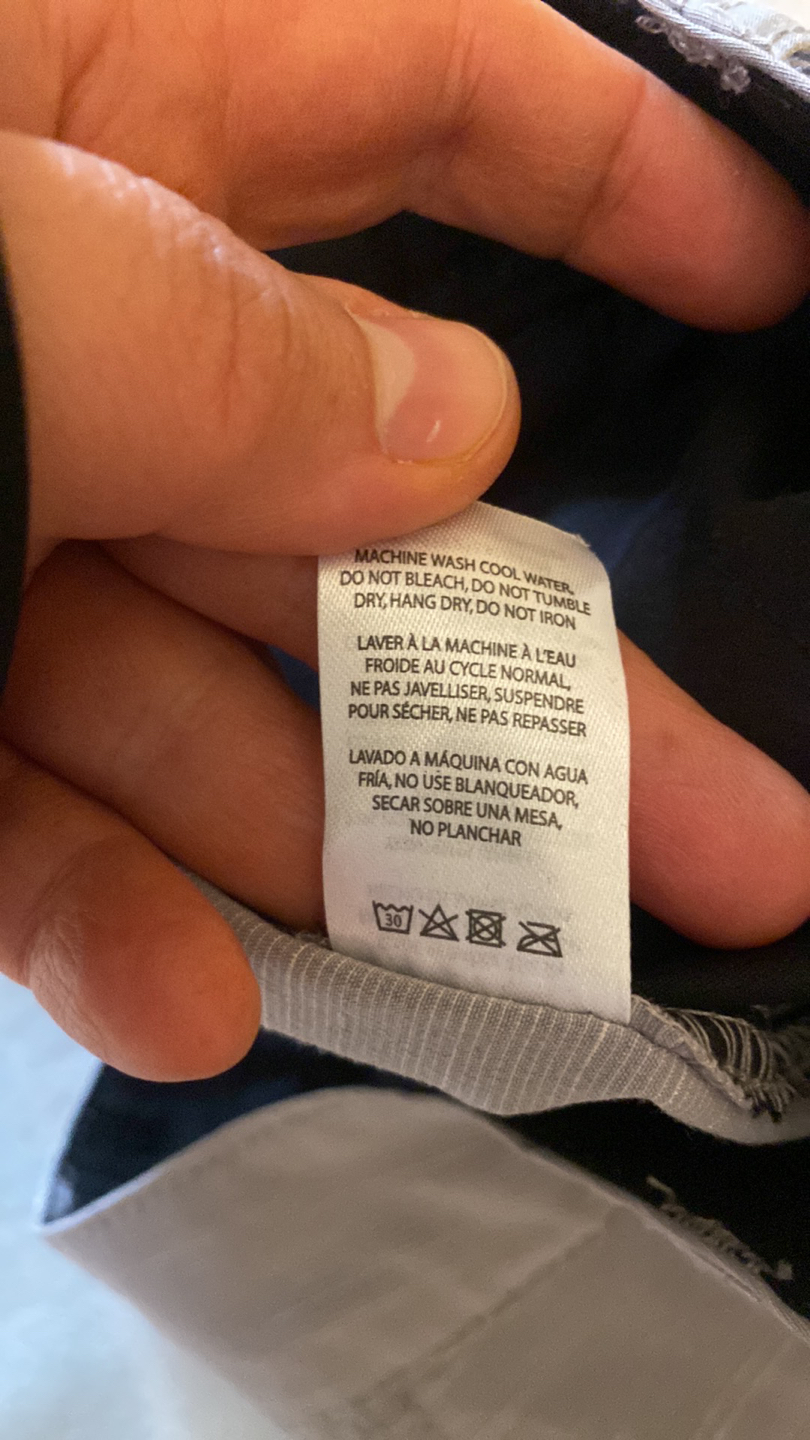 MACHINE WASH COOL WATER,
DO NOT BLEACH, DO NOT TUMBLE
DRY, HANG DRY, DO NOT IRON
LAVER À LA MACHINE À L'EAU
FROIDE AU CYCLE NORMAL,
NE PAS JAVELLISER, SUSPENDRE
POUR SÉCHER, NE PAS REPASSER
LAVADO A MÁQUINA CON AGUA
FRÍA, NO USE BLANQUEADOR,
SECAR SOBRE UNA MESA,
NO PLANCHAR
30